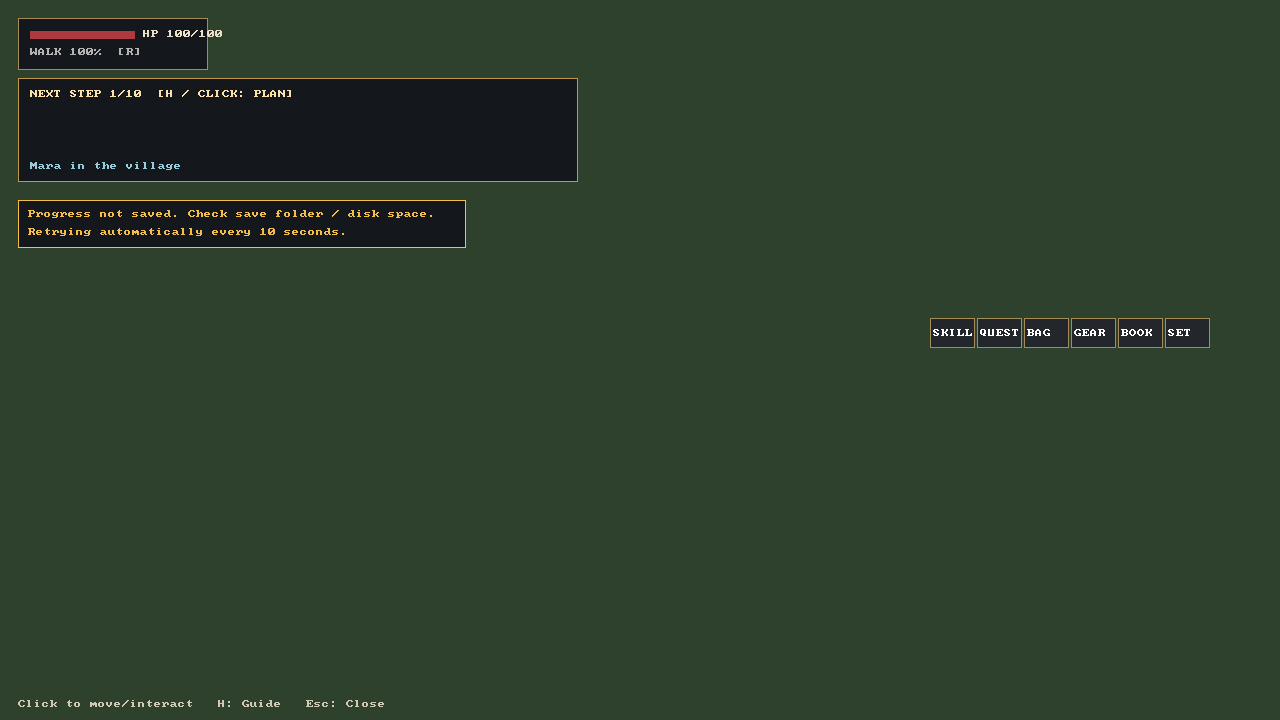 HP 100/100
WALK 100%  [R]
NEXT STEP 1/10  [H / CLICK: PLAN]
Mara in the village
Progress not saved. Check save folder / disk space.
Retrying automatically every 10 seconds.
SKILL QUEST BAG GEAR BOOK SET
Click to move/interact   H: Guide   Esc: Close